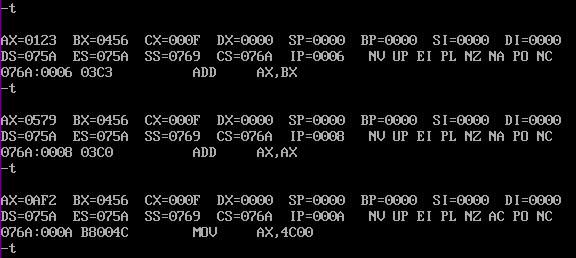 -t
AX=0123  BX=0456  CX=000F  DX=0000  SP=0000  BP=0000  SI=0000  DI=0000
DS=075A  ES=075A  SS=0769  CS=076A  IP=0006   NV UP EI PL NZ NA PO NC
076A:0006 03C3          ADD     AX,BX
-t
AX=0579  BX=0456  CX=000F  DX=0000  SP=0000  BP=0000  SI=0000  DI=0000
DS=075A  ES=075A  SS=0769  CS=076A  IP=0008   NV UP EI PL NZ NA PO NC
076A:0008 03C0          ADD     AX,AX
-t
AX=0AF2  BX=0456  CX=000F  DX=0000  SP=0000  BP=0000  SI=0000  DI=0000
DS=075A  ES=075A  SS=0769  CS=076A  IP=000A   NV UP EI PL NZ AC PO NC
076A:000A B8004C        MOV     AX,4C00
-t